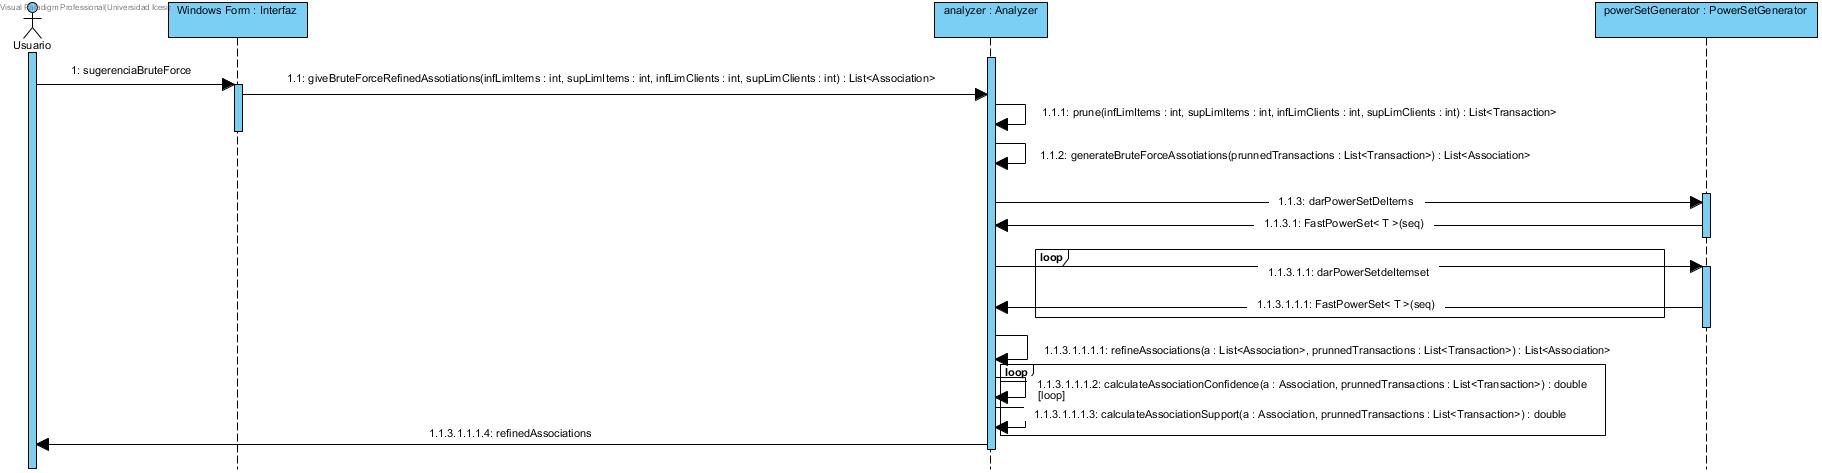 Visual Paradigm Professional(Universidad Icesi
Usuario
Windows Form : Interfaz
analyzer : Analyzer
powerSetGenerator : PowerSetGenerator
1: sugerenciaBruteForce
1.1: giveBruteForceRefinedAssotiations(infLimItems : int, supLimItems : int, infLimClients : int, supLimClients : int) : List<Association>
1.1.1: prune(infLimItems : int, supLimItems : int, infLimClients : int, supLimClients : int) : List<Transaction>
1.1.2: generateBruteForceAssotiations(prunnedTransactions : List<Transaction>) : List<Association>
1.1.3: darPowerSetDeItems
1.1.3.1: FastPowerSet< T >(seq)
loop
1.1.3.1.1: darPowerSetdeItemset
1.1.3.1.1.1: FastPowerSet< T >(seq)
1.1.3.1.1.1.1: refineAssociations(a : List<Association>, prunnedTransactions : List<Transaction>) : List<Association>
loop
1.1.3.1.1.1.2: calculateAssociationConfidence(a : Association, prunnedTransactions : List<Transaction>) : double
[loop]
1.1.3.1.1.1.3: calculateAssociationSupport(a : Association, prunnedTransactions : List<Transaction>) : double
1.1.3.1.1.1.4: refinedAssociations